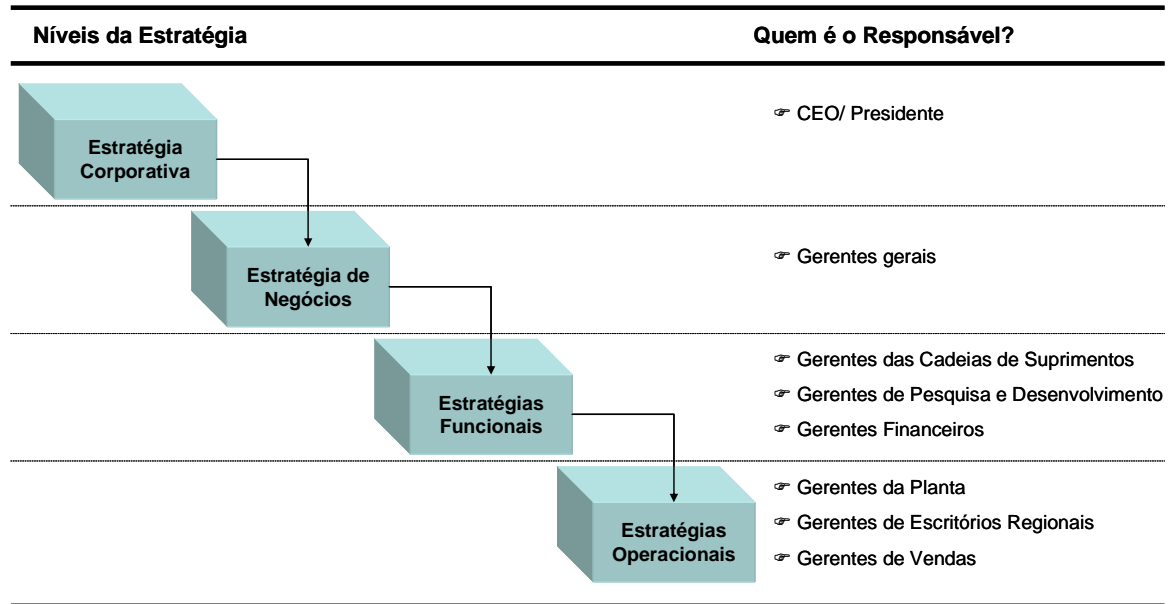 Níveis da Estratégia
Quem é o Responsável?
Estratégia
Corporativa
☞ CEO/ Presidente
Estratégia de
Negócios
☞ Gerentes gerais
Estratégias
Funcionais
☞ Gerentes das Cadeias de Suprimentos
☞ Gerentes de Pesquisa e Desenvolvimento
☞ Gerentes Financeiros
Estratégias
Operacionais
☞ Gerentes da Planta
☞ Gerentes de Escritórios Regionais
☞ Gerentes de Vendas